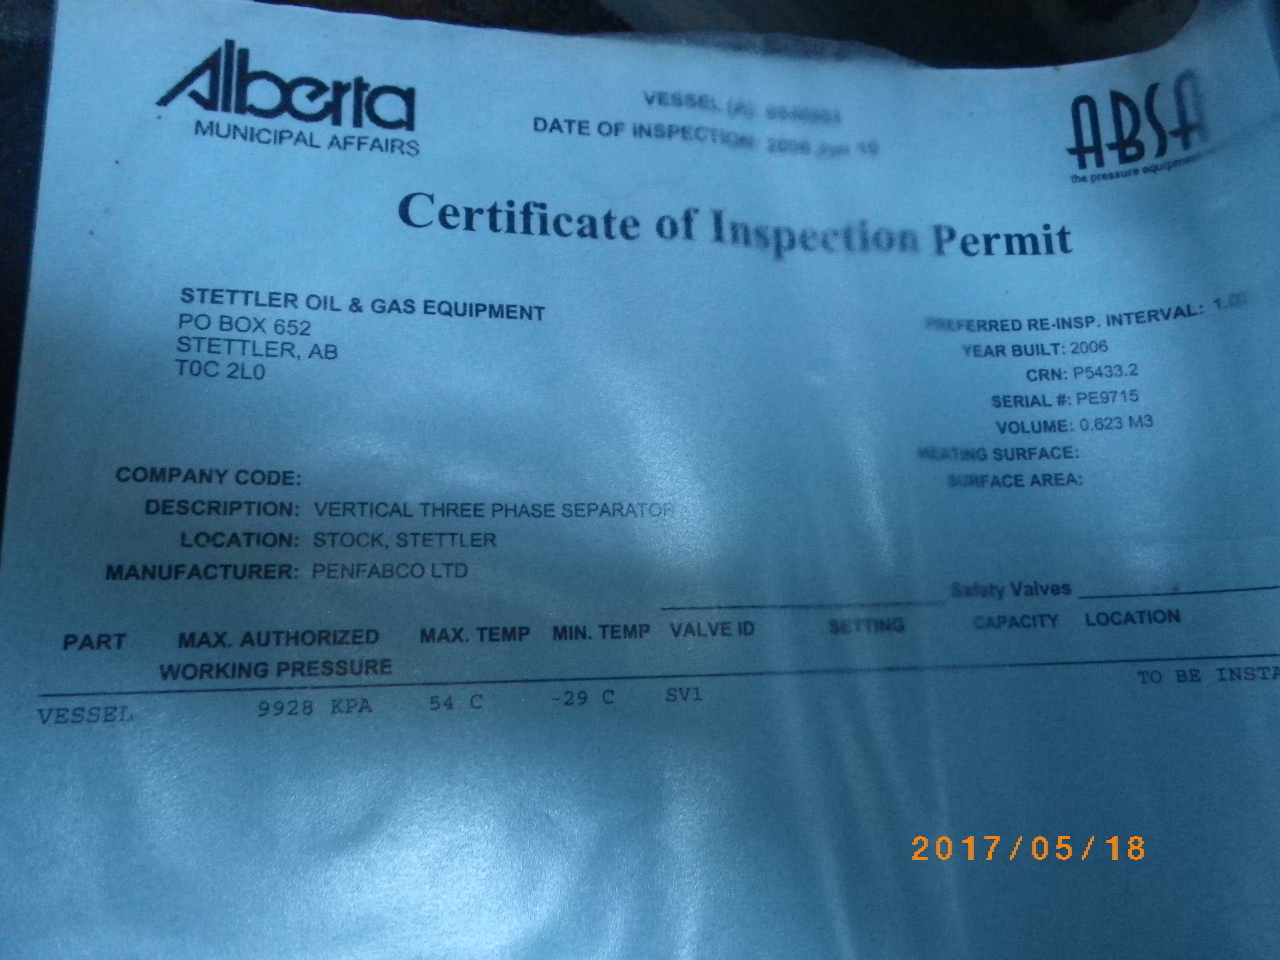 Alberta
MUNICIPAL AFFAIRS
VESSEL (A)
DATE OF INSPECTION: 2006
ABSA
the pressure
Certificate of Inspection Permit
STETTLER OIL & GAS EQUIPMENT
PO BOX 652
STETTLER, AB
T0C 2L0
PREFERRED RE-INSP. INTERVAL:
YEAR BUILT: 2006
CRN: P5433.2
SERIAL #: PE9715
VOLUME: 0.623 M3
HEATING SURFACE:
SURFACE AREA:
COMPANY CODE:
DESCRIPTION: VERTICAL THREE PHASE SEPARATOR
LOCATION: STOCK, STETTLER
MANUFACTURER: PENFABCO LTD
Safety Valves
PART MAX. AUTHORIZED MAX. TEMP MIN. TEMP VALVE ID SETTING CAPACITY LOCATION
WORKING PRESSURE
VESSEL 9928 KPA 54 C -29 C SV1 TO BE
2017/05/18